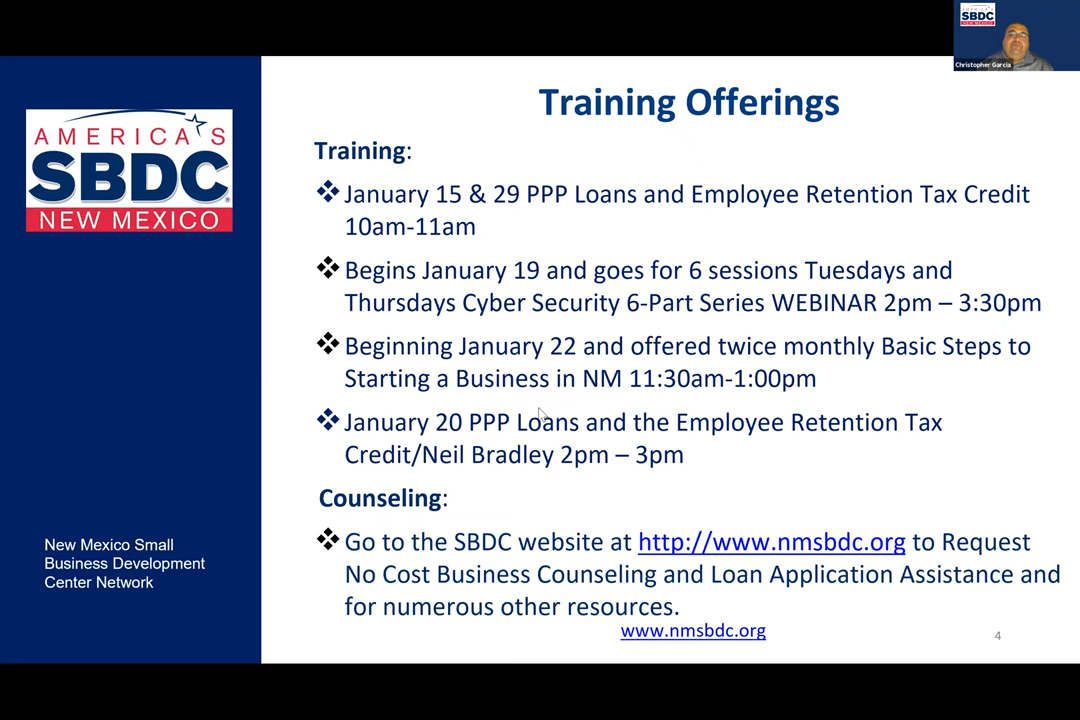 AMERICA'S
SBDC
NEW MEXICO
Christopher Garcia
AMERICA'S
SBDC
NEW MEXICO
New Mexico Small
Business Development
Center Network
Training Offerings
Training:
❖ January 15 & 29 PPP Loans and Employee Retention Tax Credit
10am-11am
❖ Begins January 19 and goes for 6 sessions Tuesdays and
Thursdays Cyber Security 6-Part Series WEBINAR 2pm – 3:30pm
❖ Beginning January 22 and offered twice monthly Basic Steps to
Starting a Business in NM 11:30am-1:00pm
❖ January 20 PPP Loans and the Employee Retention Tax
Credit/Neil Bradley 2pm – 3pm
Counseling:
❖ Go to the SBDC website at http://www.nmsbdc.org to Request
No Cost Business Counseling and Loan Application Assistance and
for numerous other resources.
www.nmsbdc.org
4